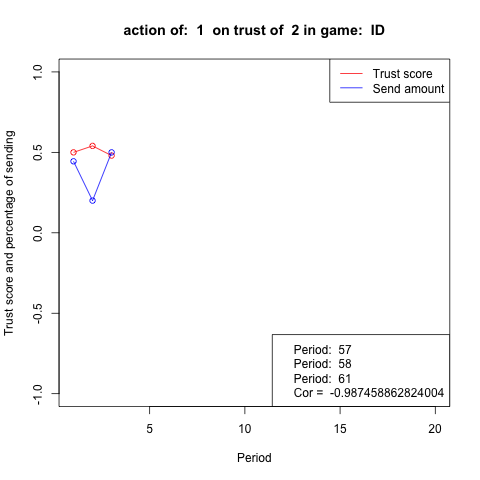 action of:  1  on trust of  2 in game:  ID
Trust score
Send amount
Trust score and percentage of sending
1.0
0.5
0.0
-0.5
-1.0
Period:  57
Period:  58
Period:  61
Cor =  -0.987458862824004
5 10 15 20
Period